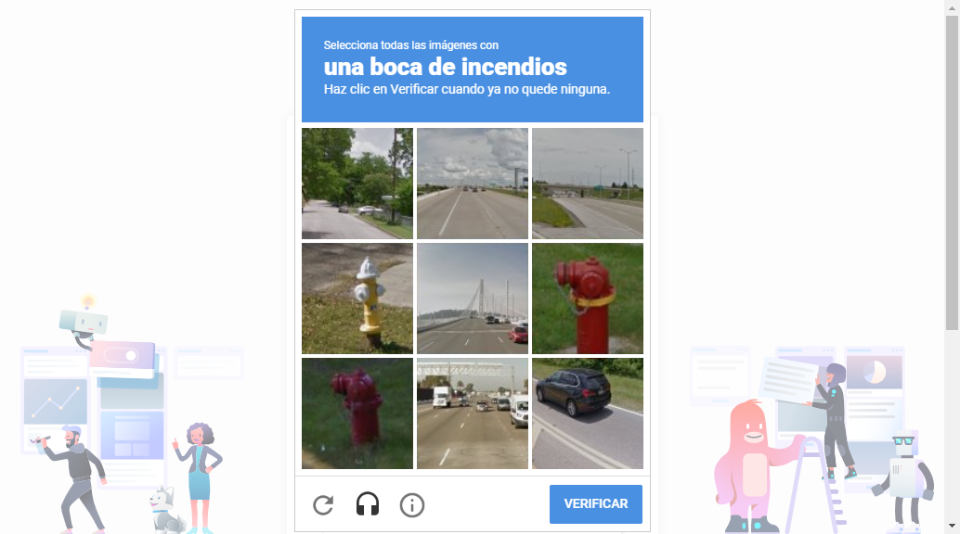 Selecciona todas las imágenes con
una boca de incendios
Haz clic en Verificar cuando ya no quede ninguna.
VERIFICAR